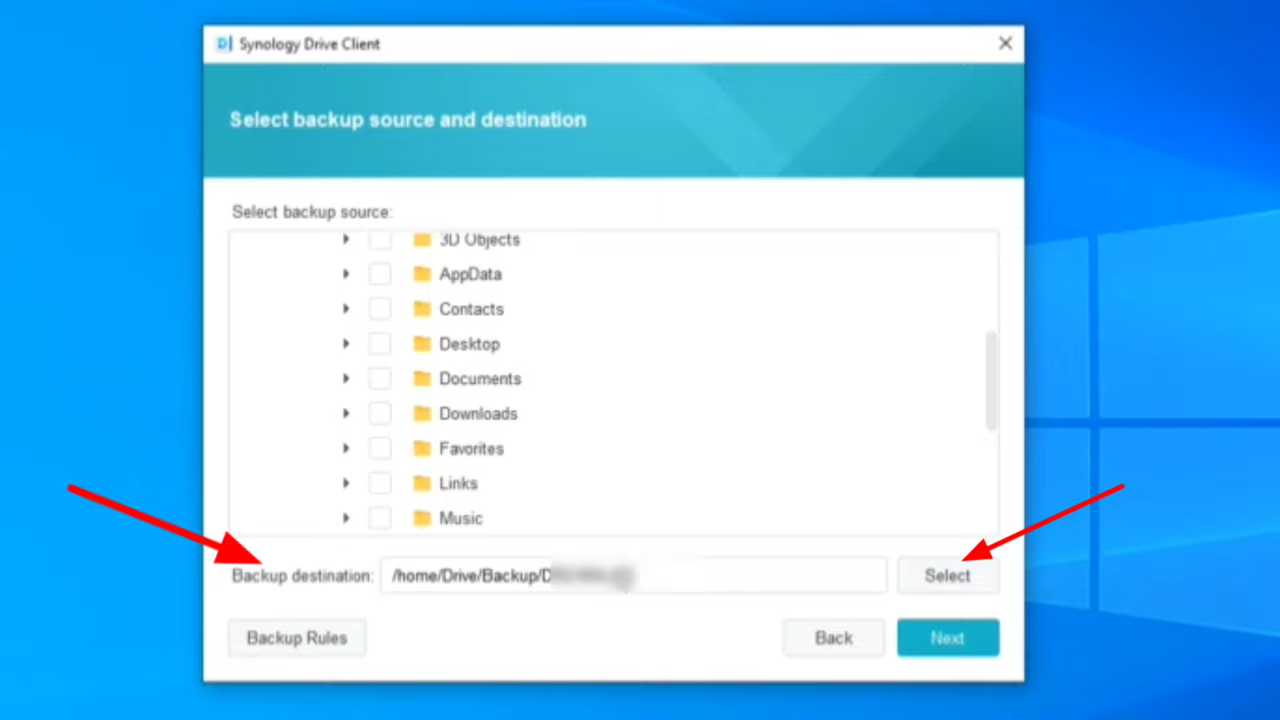 Synology Drive Client
Select backup source and destination
Select backup source:
3D Objects
AppData
Contacts
Desktop
Documents
Downloads
Favorites
Links
Music
Backup destination: /home/Drive/Backup/D Select
Backup Rules Back Next